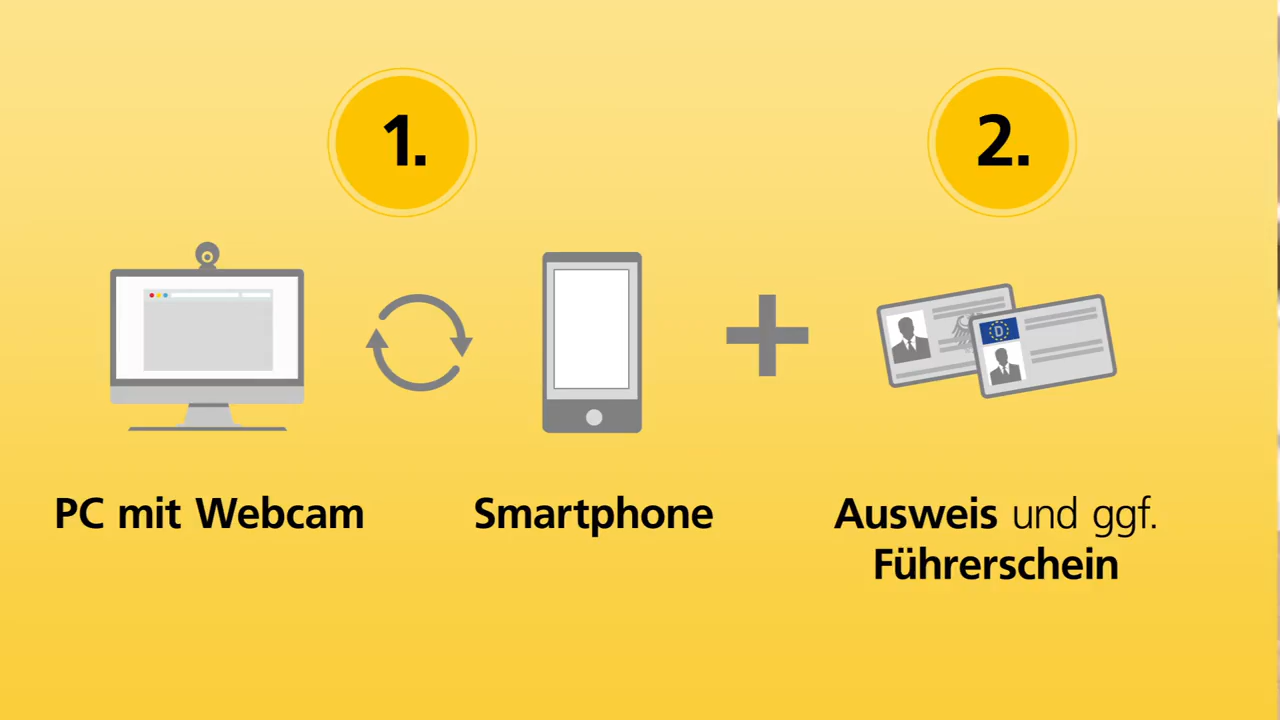 1.
2.
PC mit Webcam
Smartphone
Ausweis und ggf.
Führerschein
D